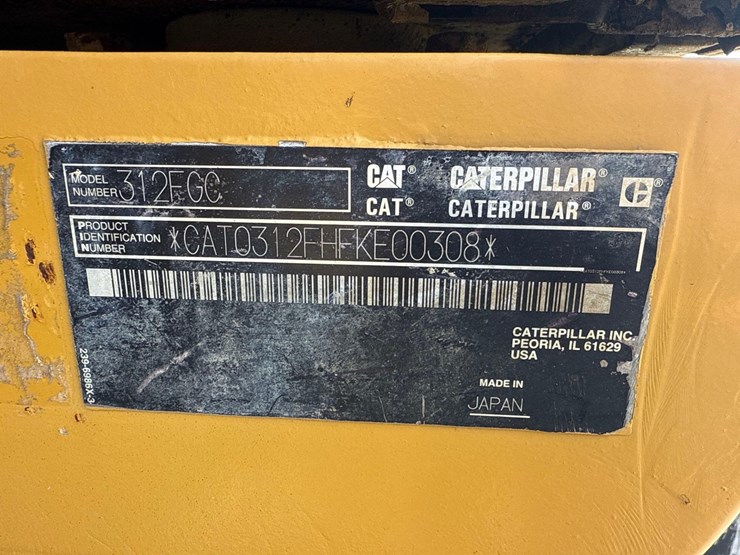 MODEL NUMBER 312FGC
CAT® CATERPILLAR®
CAT® CATERPILLAR®
PRODUCT IDENTIFICATION NUMBER *CAT0312FHFKE00308*
CATERPILLAR INC.
PEORIA, IL 61629
USA
MADE IN
JAPAN
239-6986X-3